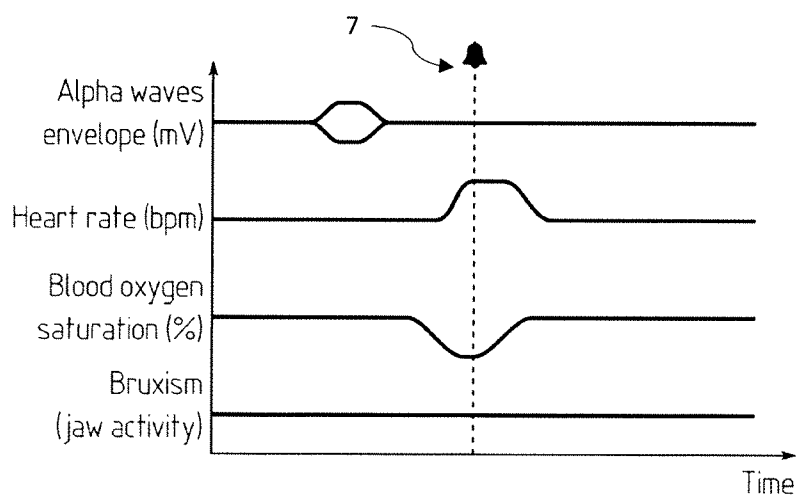 7
Alpha waves
envelope (mV)
Heart rate (bpm)
Blood oxygen
saturation (%)
Bruxism
(jaw activity)
Time